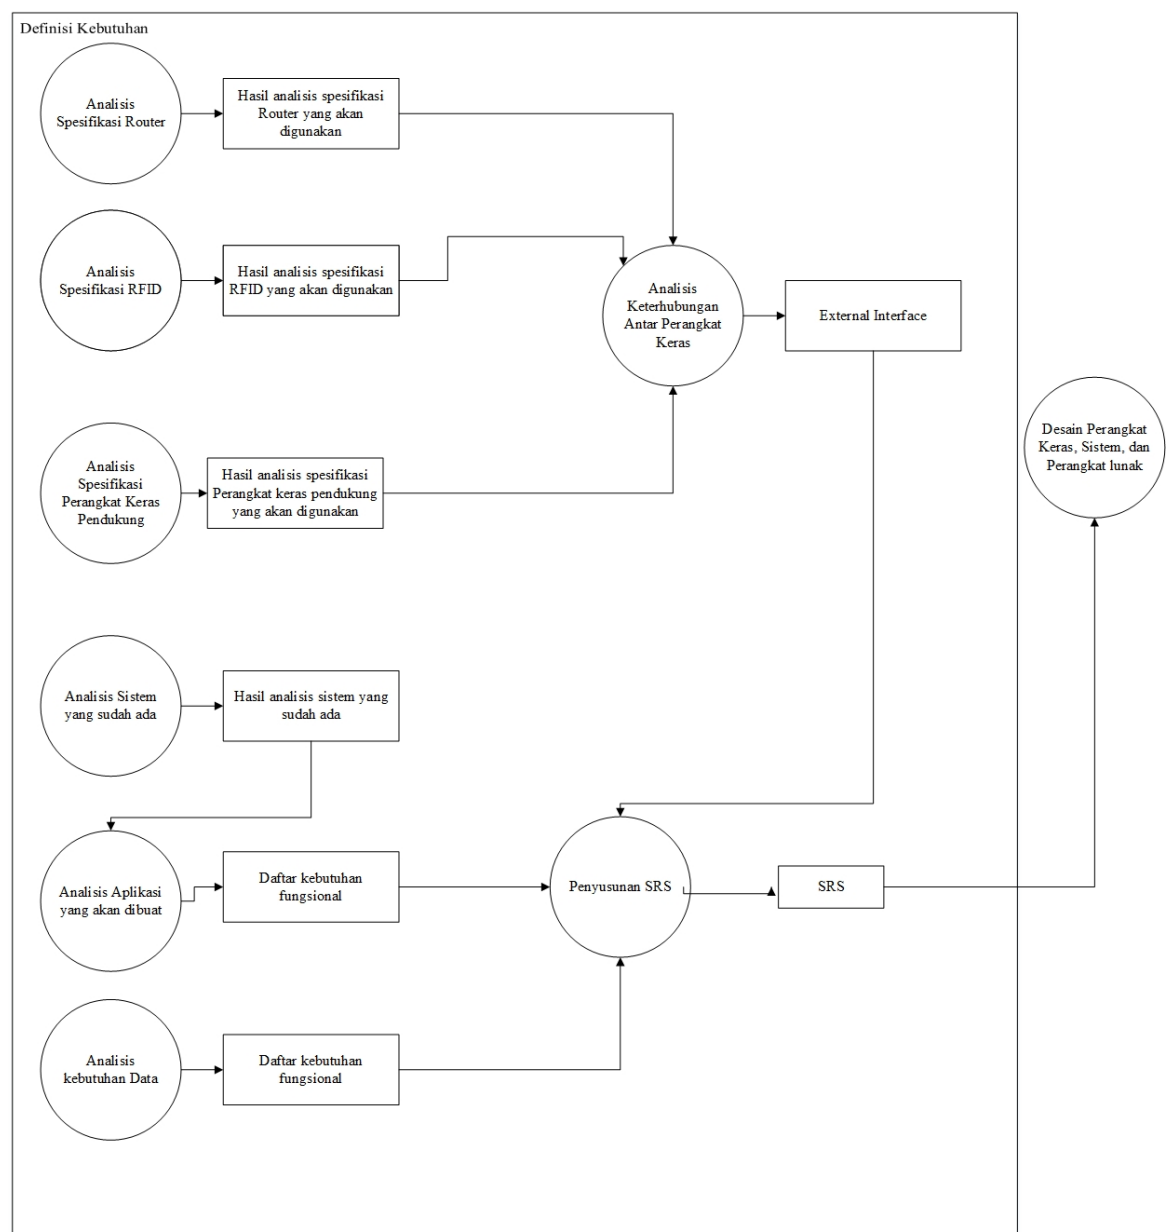 Definisi Kebutuhan
Analisis
Spesifikasi Router
Hasil analisis spesifikasi
Router yang akan
digunakan
Analisis
Spesifikasi RFID
Hasil analisis spesifikasi
RFID yang akan digunakan
Analisis
Keterhubungan
Antar Perangkat
Keras
External Interface
Desain Perangkat
Keras, Sistem, dan
Perangkat lunak
Analisis
Spesifikasi
Perangkat Keras
Pendukung
Hasil analisis spesifikasi
Perangkat keras pendukung
yang akan digunakan
Analisis Sistem
yang sudah ada
Hasil analisis sistem yang
sudah ada
Analisis Aplikasi
yang akan dibuat
Daftar kebutuhan
fungsional
Penyusunan SRS
SRS
Analisis
kebutuhan Data
Daftar kebutuhan
fungsional